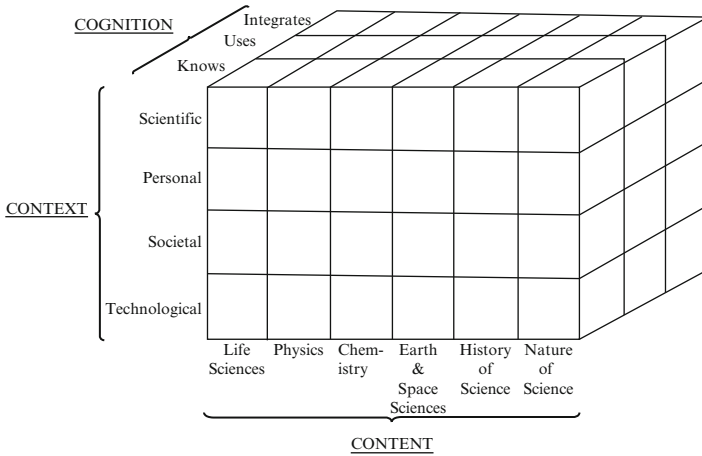 COGNITION
Integrates
Uses
Knows
CONTEXT
Scientific
Personal
Societal
Technological
Life
Sciences
Physics
Chem-
istry
Earth
&
Space
Sciences
History
of
Science
Nature
of
Science
CONTENT